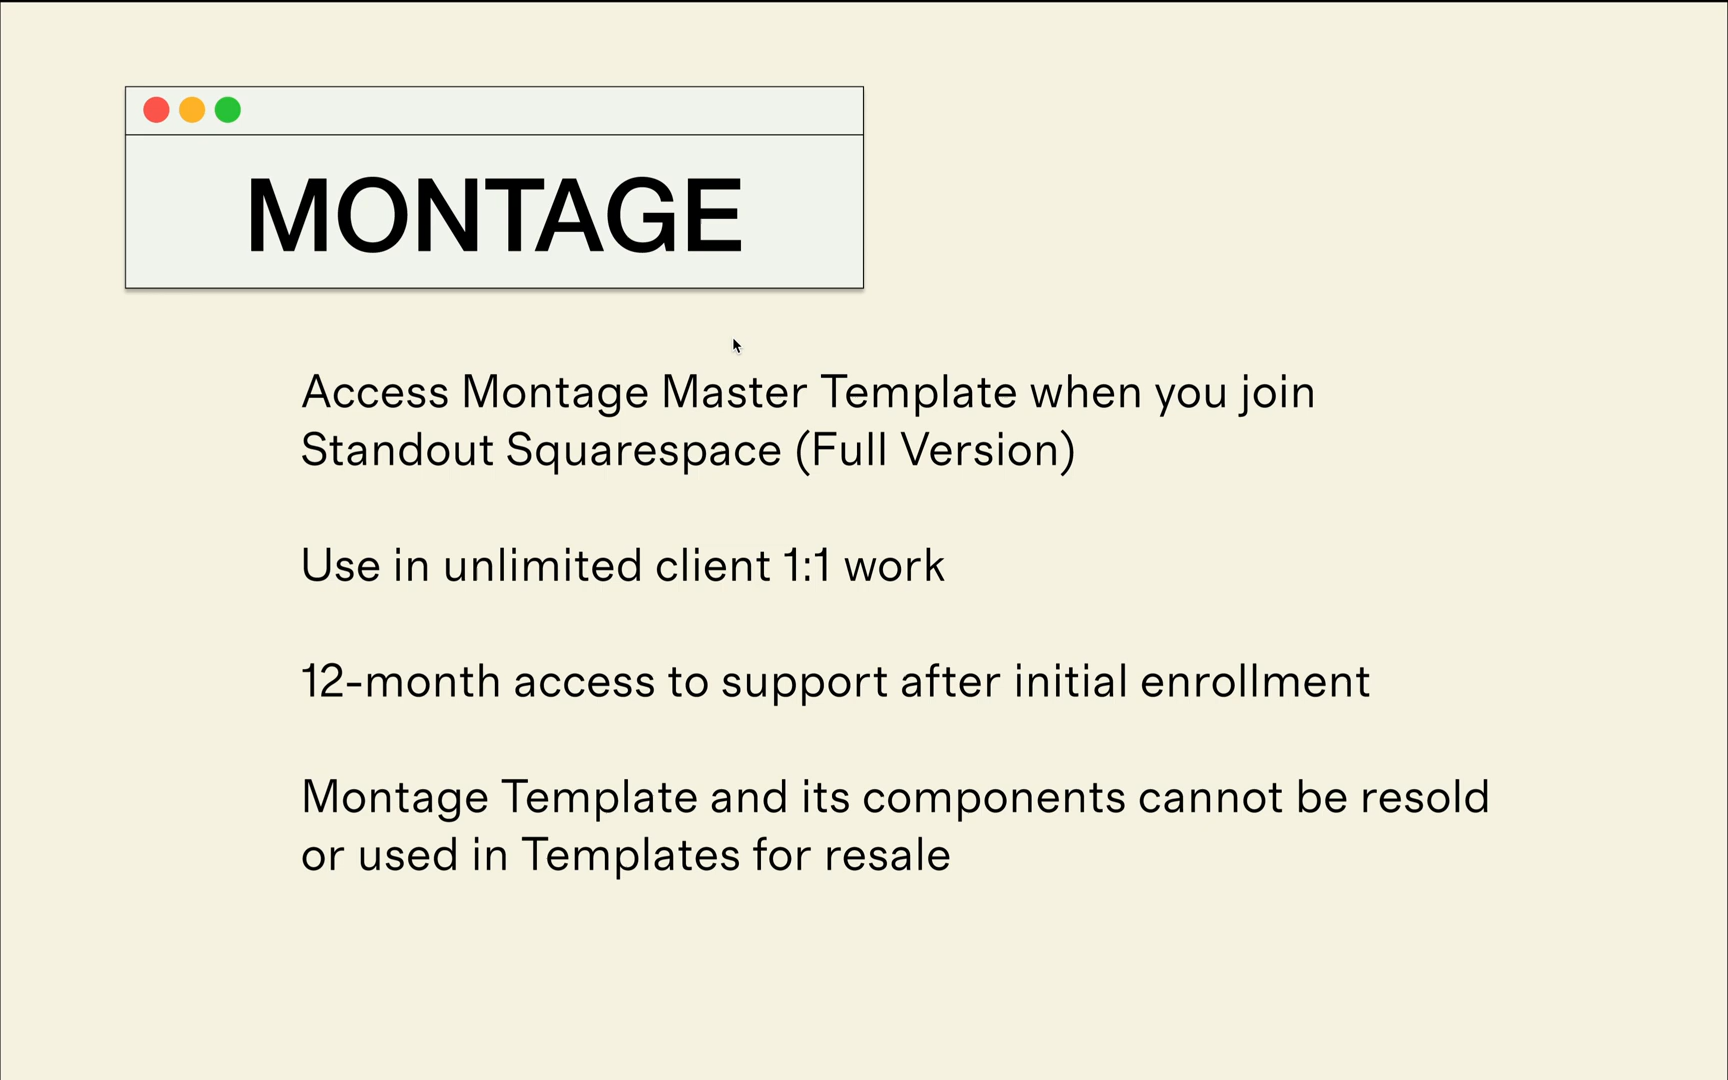 MONTAGE
Access Montage Master Template when you join
Standout Squarespace (Full Version)
Use in unlimited client 1:1 work
12-month access to support after initial enrollment
Montage Template and its components cannot be resold
or used in Templates for resale